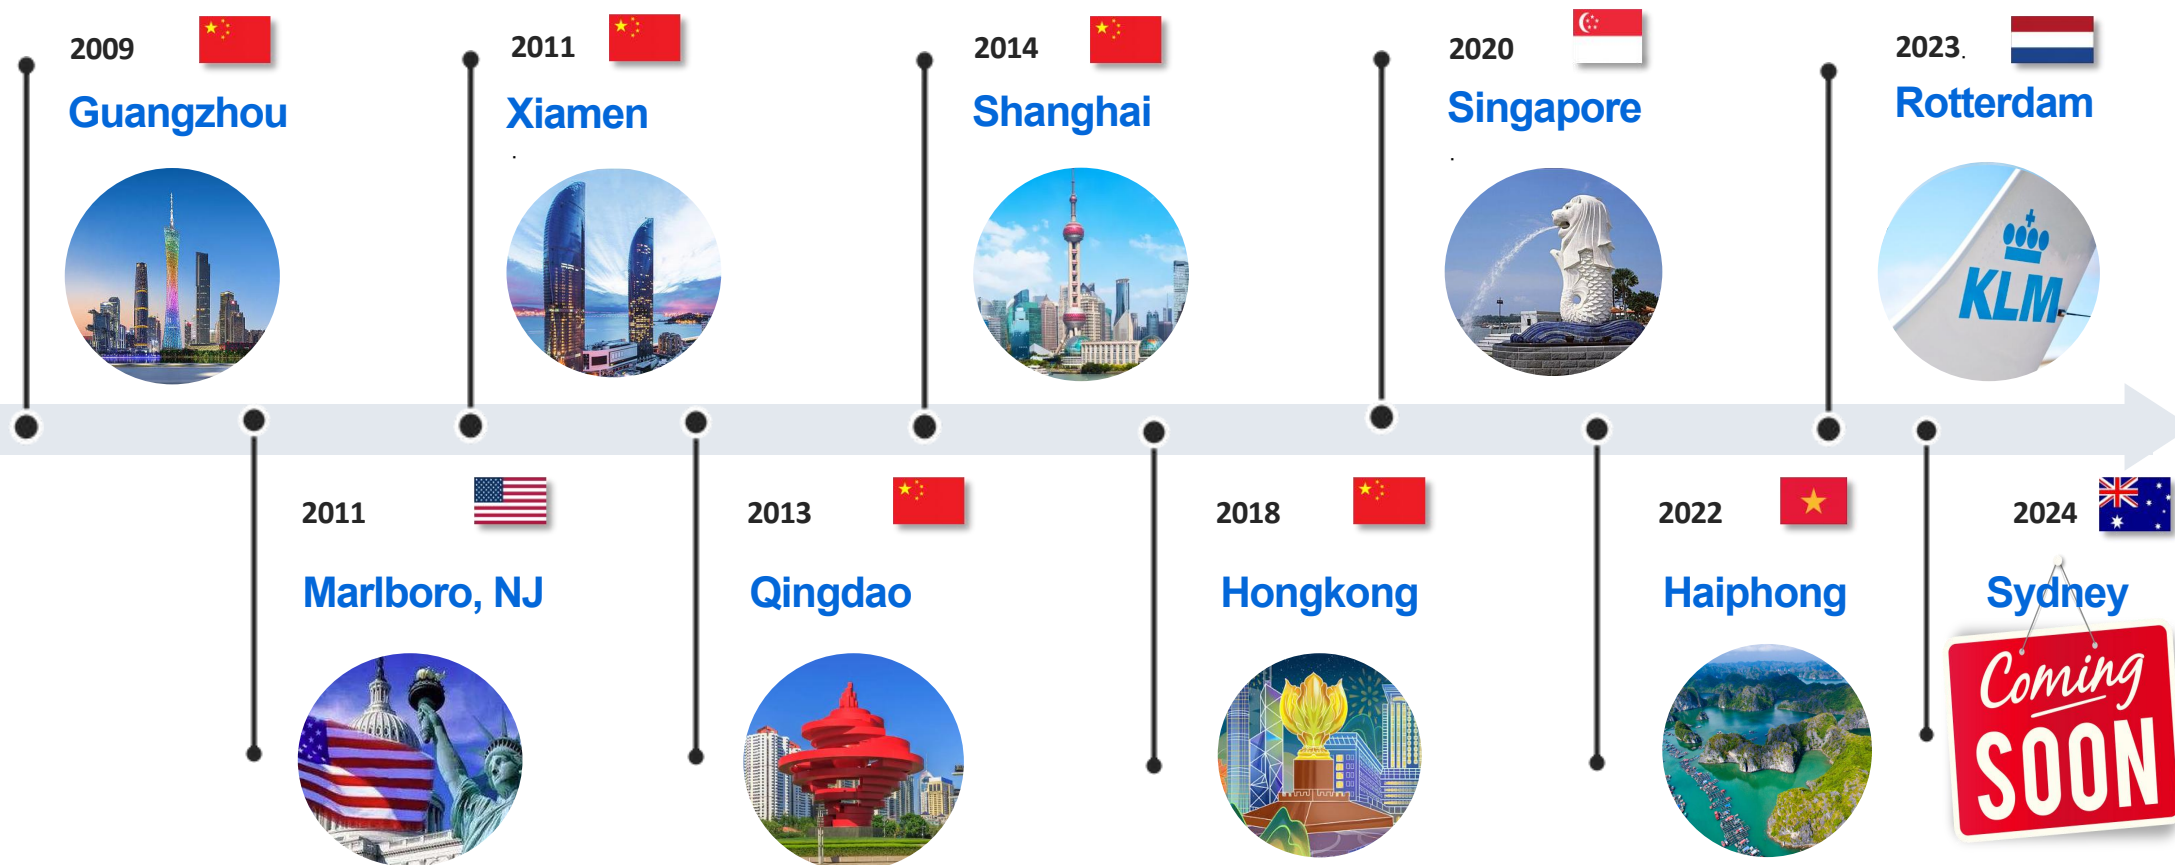 2009
Guangzhou
2011
Xiamen
.
2014
Shanghai
2020
Singapore
.
2023.
Rotterdam
KLM
2011
Marlboro, NJ
2013
Qingdao
2018
Hongkong
2022
Haiphong
2024
Sydney
Coming
SOON